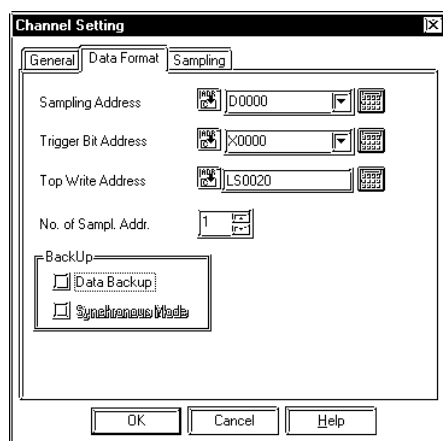 Channel Setting
General Data Format Sampling
Sampling Address D0000
Trigger Bit Address X0000
Top Write Address LS0020
No. of Sampl. Addr. 1
BackUp
Data Backup
Synchronous Mode
OK Cancel Help